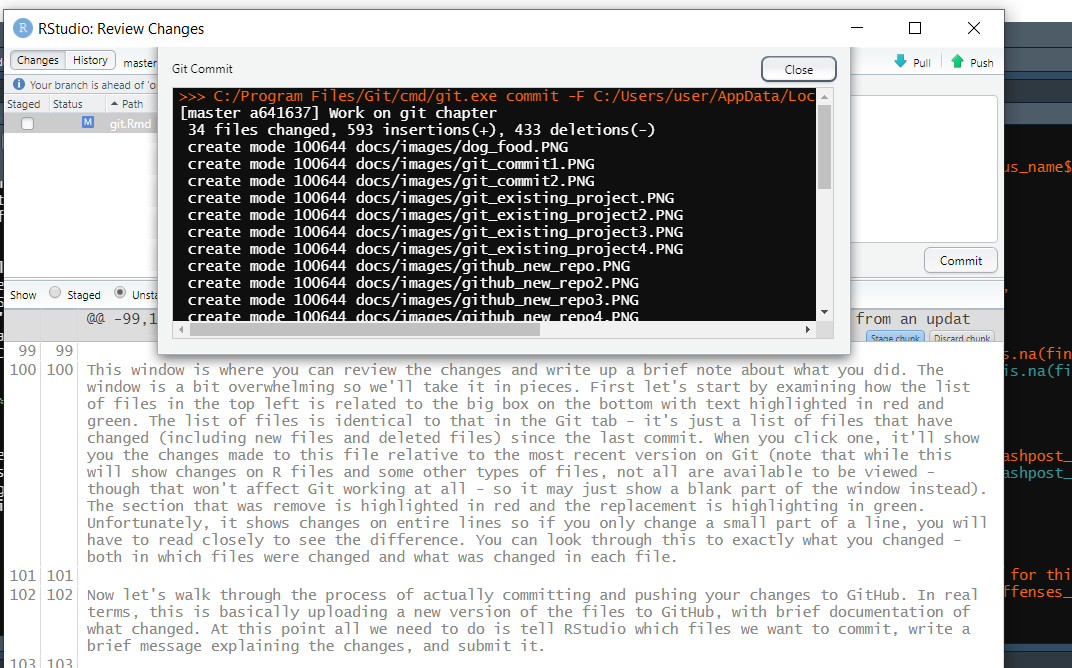 RStudio: Review Changes
Changes History master
Git Commit
Close
Pull Push
Your branch is ahead of 'o
Staged Status Path
M git.Rmd
>>> C:/Program Files/Git/cmd/git.exe commit -F C:/Users/user/AppData/Loc
[master a641637] Work on git chapter
34 files changed, 593 insertions(+), 433 deletions(-)
create mode 100644 docs/images/dog_food.PNG
create mode 100644 docs/images/git_commit1.PNG
create mode 100644 docs/images/git_commit2.PNG
create mode 100644 docs/images/git_existing_project.PNG
create mode 100644 docs/images/git_existing_project2.PNG
create mode 100644 docs/images/git_existing_project3.PNG
create mode 100644 docs/images/git_existing_project4.PNG
create mode 100644 docs/images/github_new_repo.PNG
create mode 100644 docs/images/github_new_repo2.PNG
create mode 100644 docs/images/github_new_repo3.PNG
create mode 100644 docs/images/github_new_repo4.PNG
Commit
Show Staged Unsta
@@ -99,1 from an updat
Stage chunk Discard chunk
99 99
100 100 This window is where you can review the changes and write up a brief note about what you did. The
window is a bit overwhelming so we'll take it in pieces. First let's start by examining how the list
of files in the top left is related to the big box on the bottom with text highlighted in red and
green. The list of files is identical to that in the Git tab - it's just a list of files that have
changed (including new files and deleted files) since the last commit. When you click one, it'll show
you the changes made to this file relative to the most recent version on Git (note that while this
will show changes on R files and some other types of files, not all are available to be viewed -
though that won't affect Git working at all - so it may just show a blank part of the window instead).
The section that was remove is highlighted in red and the replacement is highlighting in green.
Unfortunately, it shows changes on entire lines so if you only change a small part of a line, you will
have to read closely to see the difference. You can look through this to exactly what you changed -
both in which files were changed and what was changed in each file.
101 101
102 102 Now let's walk through the process of actually committing and pushing your changes to GitHub. In real
terms, this is basically uploading a new version of the files to GitHub, with brief documentation of
what changed. At this point all we need to do is tell RStudio which files we want to commit, write a
brief message explaining the changes, and submit it.
103 103
us_name$
s.na(fin
is.na(fi
ashpost_
ashpost_
for thi
ffenses_